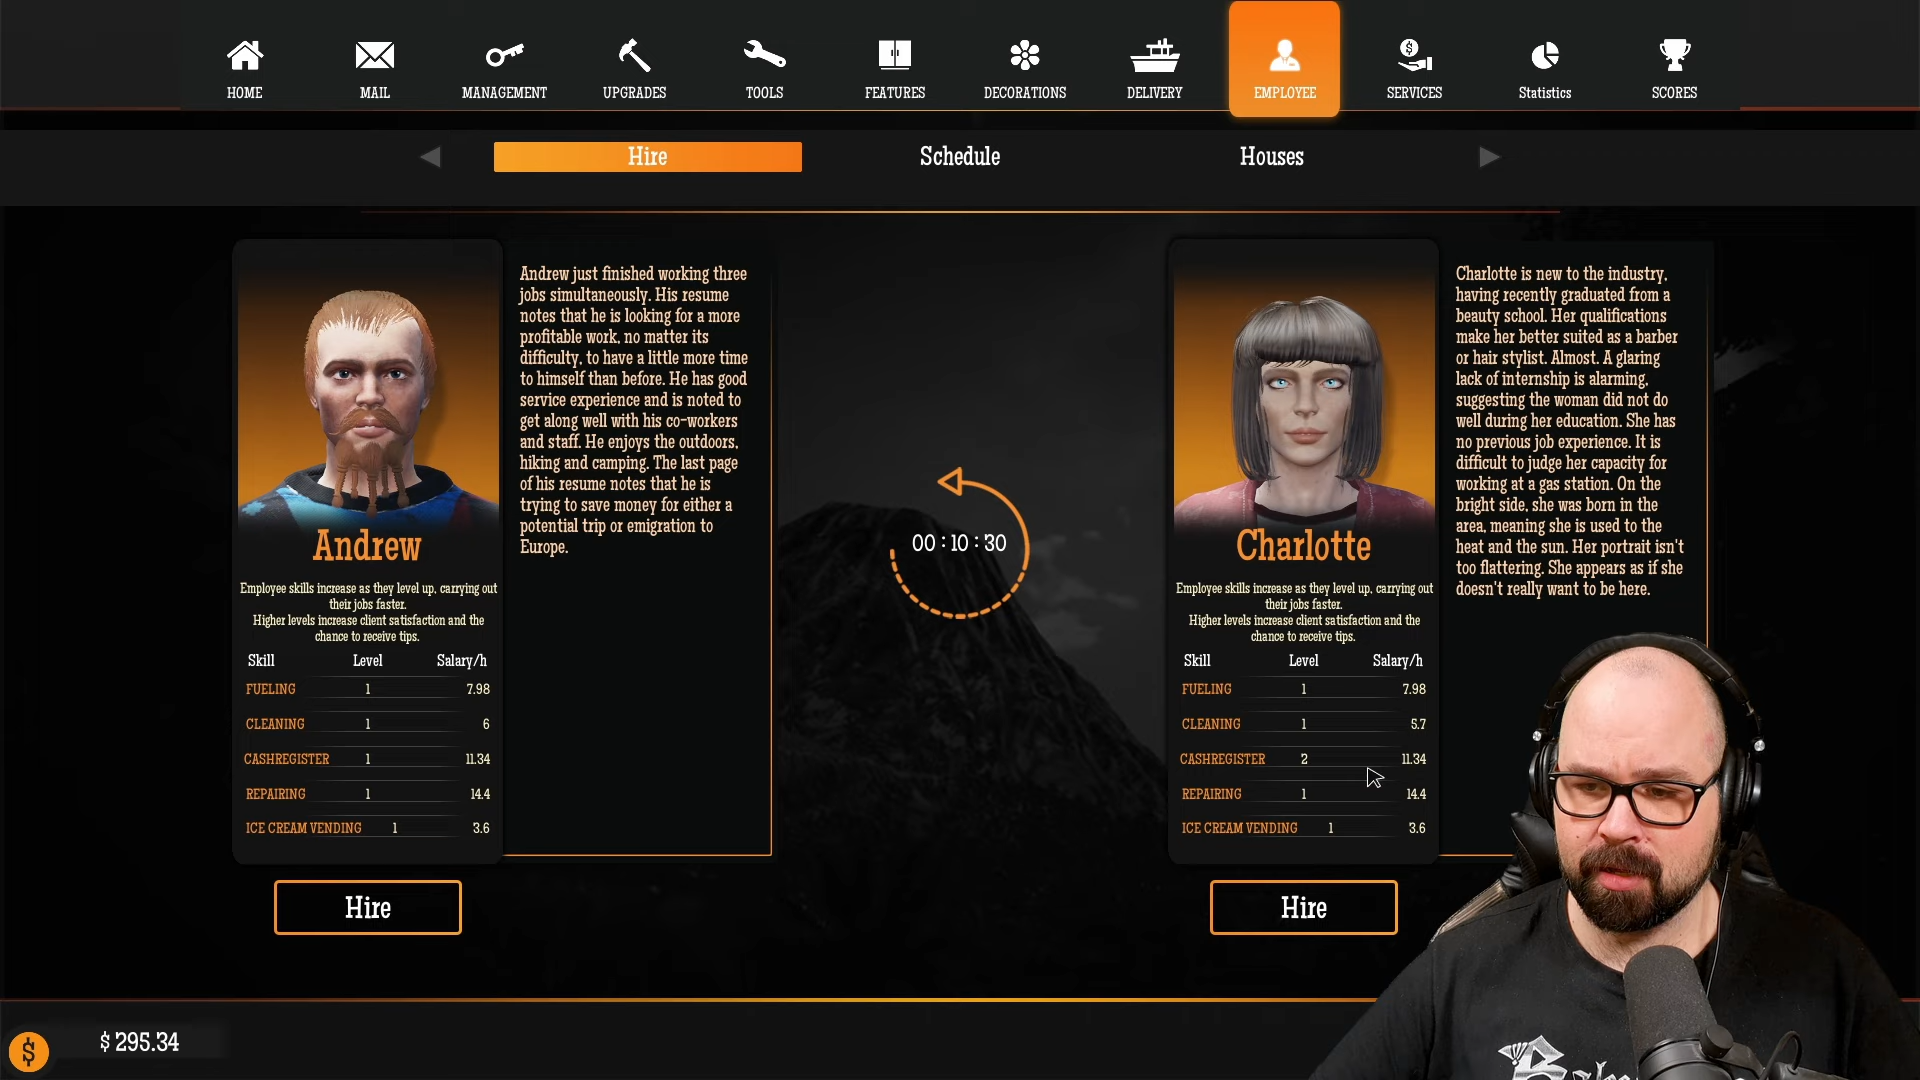 HOME
MAIL
MANAGEMENT
UPGRADES
TOOLS
FEATURES
DECORATIONS
DELIVERY
EMPLOYEE
SERVICES
Statistics
SCORES
Hire
Schedule
Houses
Andrew just finished working three
jobs simultaneously. His resume
notes that he is looking for a more
profitable work, no matter its
difficulty, to have a little more time
to himself than before. He has good
service experience and is noted to
get along well with his co-workers
and staff. He enjoys the outdoors,
hiking and camping. The last page
of his resume notes that he is
trying to save money for either a
potential trip or emigration to
Europe.
Andrew
Employee skills increase as they level up, carrying out
their jobs faster.
Higher levels increase client satisfaction and the
chance to receive tips.
Skill Level Salary/h
FUELING 1 7.98
CLEANING 1 6
CASHREGISTER 1 11.34
REPAIRING 1 14.4
ICE CREAM VENDING 1 3.6
Hire
00 : 10 : 30
Charlotte is new to the industry,
having recently graduated from a
beauty school. Her qualifications
make her better suited as a barber
or hair stylist. Almost. A glaring
lack of internship is alarming,
suggesting the woman did not do
well during her education. She has
no previous job experience. It is
difficult to judge her capacity for
working at a gas station. On the
bright side, she was born in the
area, meaning she is used to the
heat and the sun. Her portrait isn't
too flattering. She appears as if she
doesn't really want to be here.
Charlotte
Employee skills increase as they level up, carrying out
their jobs faster.
Higher levels increase client satisfaction and the
chance to receive tips.
Skill Level Salary/h
FUELING 1 7.98
CLEANING 1 5.7
CASHREGISTER 2 11.34
REPAIRING 1 14.4
ICE CREAM VENDING 1 3.6
Hire
$ 295.34